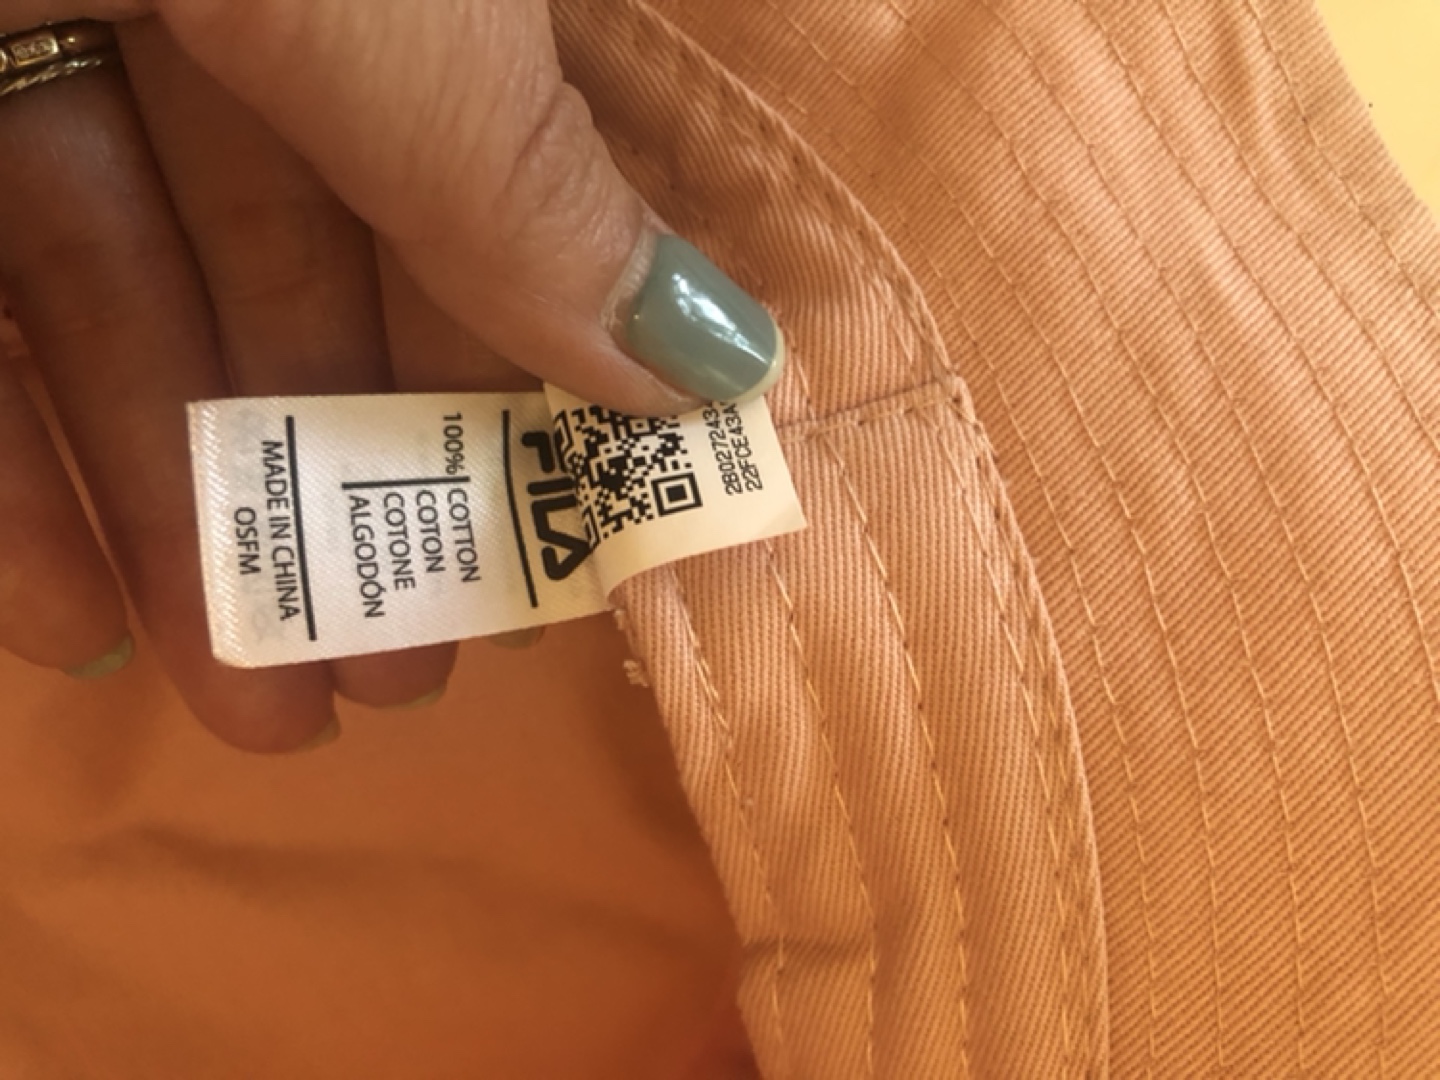 FILA
100% COTTON
COTON
COTONE
ALGODÓN
MADE IN CHINA
OSFM